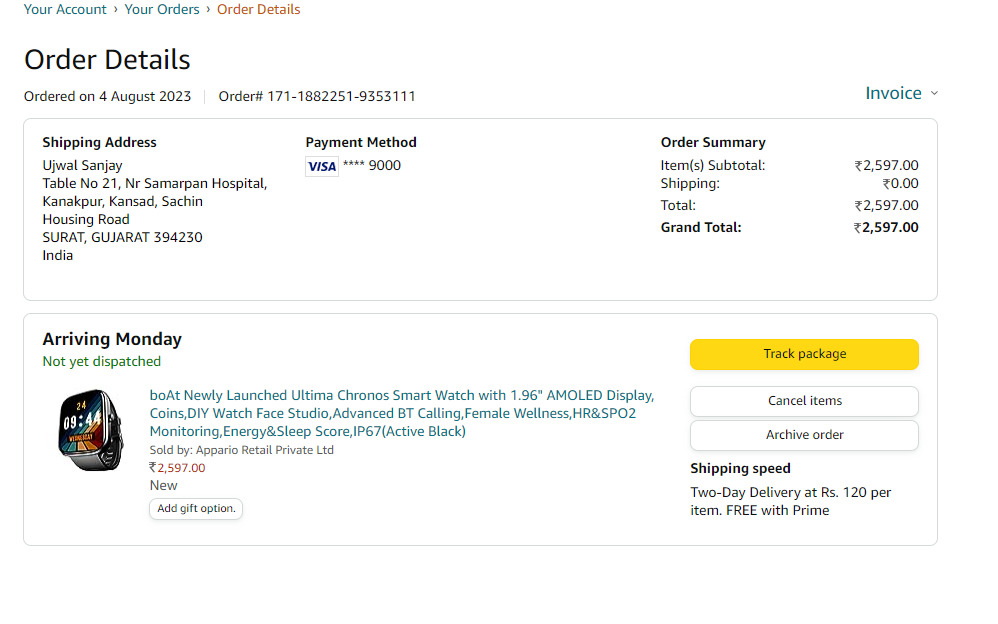 Your Account › Your Orders › Order Details
Order Details
Ordered on 4 August 2023 Order# 171-1882251-9353111
Invoice
Shipping Address
Ujwal Sanjay
Table No 21, Nr Samarpan Hospital,
Kanakpur, Kansad, Sachin
Housing Road
SURAT, GUJARAT 394230
India
Payment Method
VISA **** 9000
Order Summary
Item(s) Subtotal: ₹2,597.00
Shipping: ₹0.00
Total: ₹2,597.00
Grand Total: ₹2,597.00
Arriving Monday
Not yet dispatched
24
09:44
WEDNESDAY
boAt Newly Launched Ultima Chronos Smart Watch with 1.96" AMOLED Display,
Coins,DIY Watch Face Studio,Advanced BT Calling,Female Wellness,HR&SPO2
Monitoring,Energy&Sleep Score,IP67(Active Black)
Sold by: Appario Retail Private Ltd
₹2,597.00
New
Add gift option.
Track package
Cancel items
Archive order
Shipping speed
Two-Day Delivery at Rs. 120 per
item. FREE with Prime